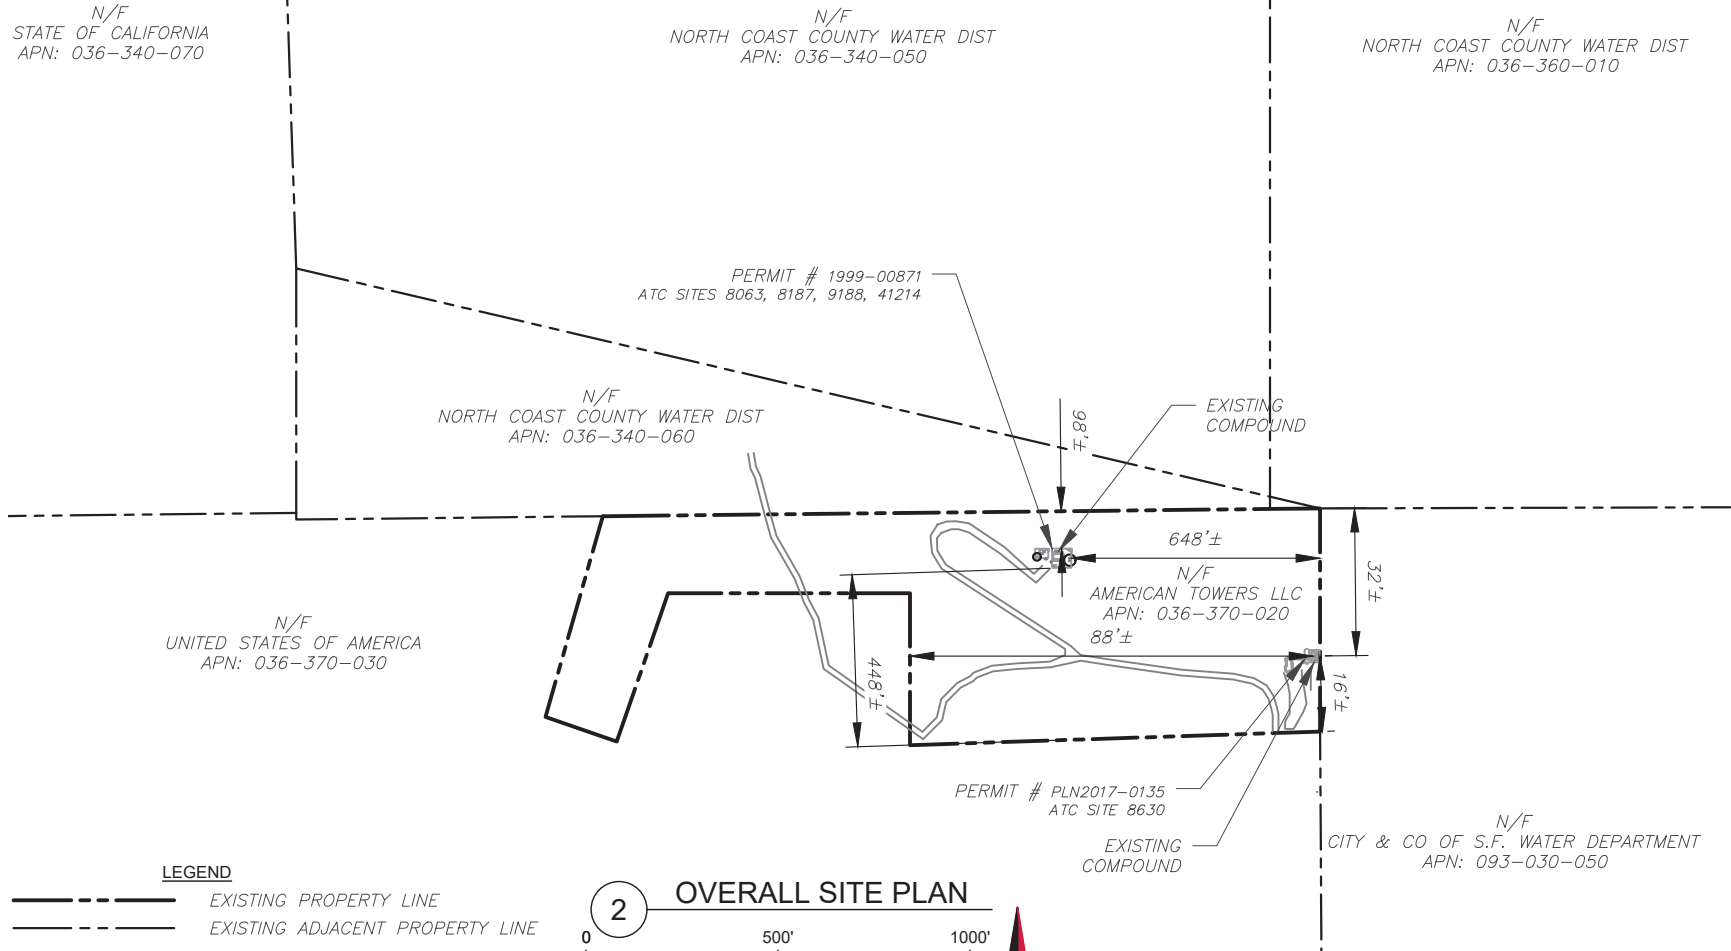 N/F
STATE OF CALIFORNIA
APN: 036-340-070
N/F
NORTH COAST COUNTY WATER DIST
APN: 036-340-050
N/F
NORTH COAST COUNTY WATER DIST
APN: 036-360-010
PERMIT # 1999-00871
ATC SITES 8063, 8187, 9188, 41214
N/F
NORTH COAST COUNTY WATER DIST
APN: 036-340-060
98'±
EXISTING
COMPOUND
648'±
N/F
AMERICAN TOWERS LLC
APN: 036-370-020
32'±
N/F
UNITED STATES OF AMERICA
APN: 036-370-030
88'±
448'±
16'±
PERMIT # PLN2017-0135
ATC SITE 8630
EXISTING
COMPOUND
N/F
CITY & CO OF S.F. WATER DEPARTMENT
APN: 093-030-050
LEGEND
EXISTING PROPERTY LINE
EXISTING ADJACENT PROPERTY LINE
2 OVERALL SITE PLAN
0 500' 1000'